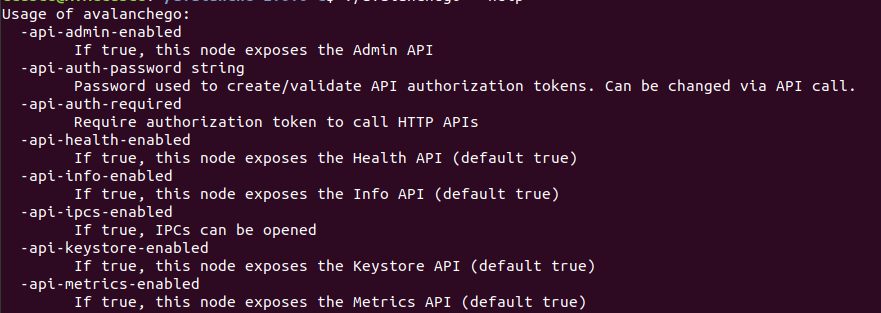 Usage of avalanchego:
-api-admin-enabled
If true, this node exposes the Admin API
-api-auth-password string
Password used to create/validate API authorization tokens. Can be changed via API call.
-api-auth-required
Require authorization token to call HTTP APIs
-api-health-enabled
If true, this node exposes the Health API (default true)
-api-info-enabled
If true, this node exposes the Info API (default true)
-api-ipcs-enabled
If true, IPCs can be opened
-api-keystore-enabled
If true, this node exposes the Keystore API (default true)
-api-metrics-enabled
If true, this node exposes the Metrics API (default true)